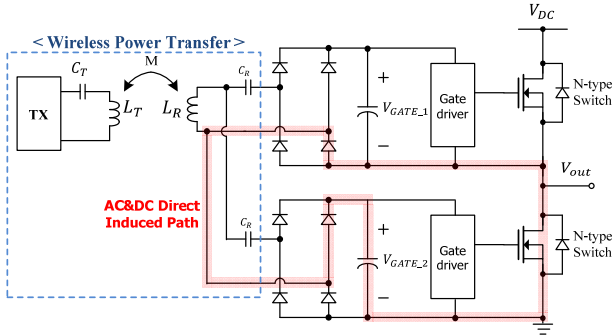 < Wireless Power Transfer >
M
C_T
TX
L_T
L_R
C_R
+
V_GATE_1
−
Gate
driver
V_DC
N-type
Switch
AC&DC Direct
Induced Path
V_out
C_R
+
V_GATE_2
−
Gate
driver
N-type
Switch